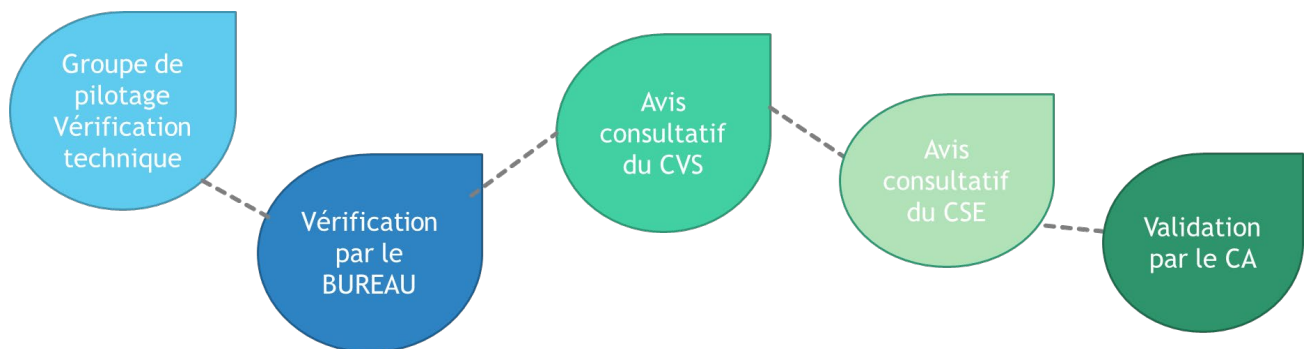 Groupe de
pilotage
Vérification
technique
Vérification
par le
BUREAU
Avis
consultatif
du CVS
Avis
consultatif
du CSE
Validation
par le CA